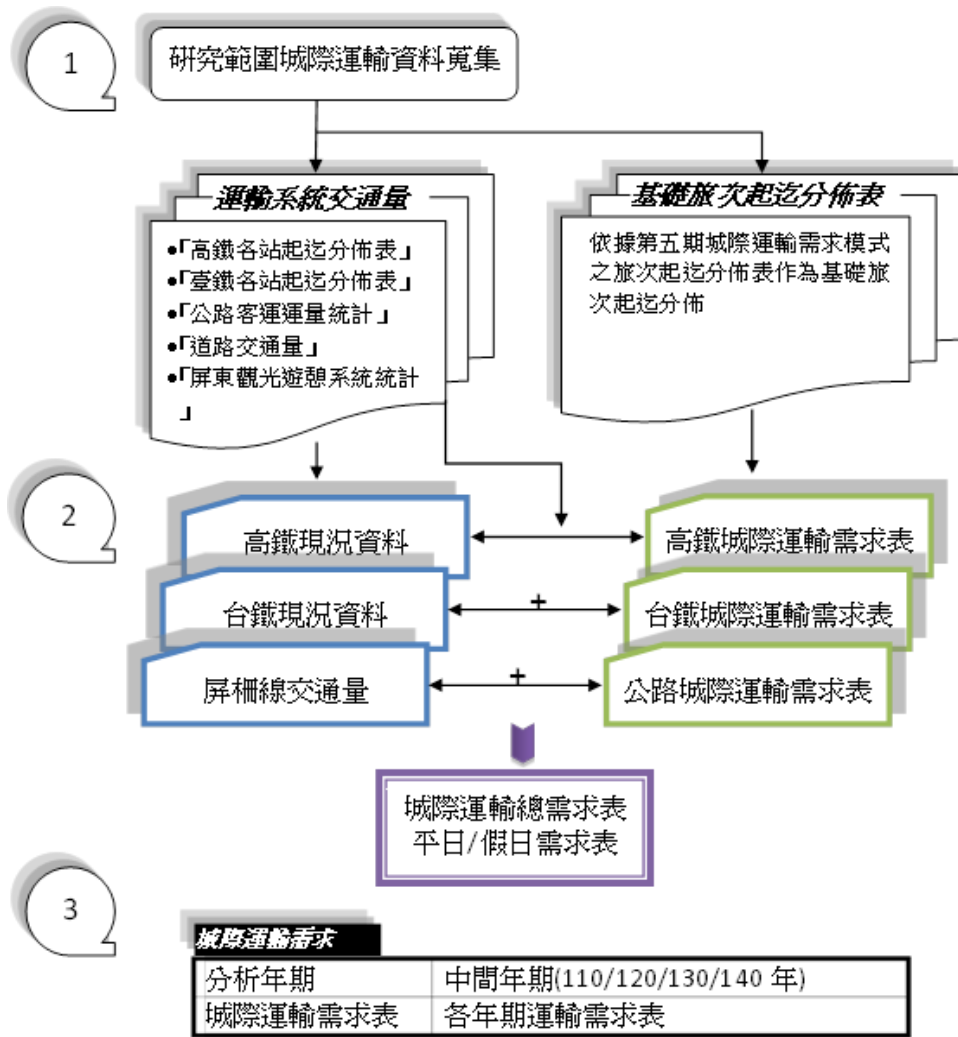 1
研究範圍城際運輸資料蒐集
運輸系統交通量
●「高鐵各站起迄分佈表」
●「臺鐵各站起迄分佈表」
●「公路客運運量統計」
●「道路交通量」
●「屏東觀光遊憩系統統計
」
基礎旅次起迄分佈表
依據第五期城際運輸需求模式
之旅次起迄分佈表作為基礎旅
次起迄分佈
2
高鐵現況資料
高鐵城際運輸需求表
台鐵現況資料
+
台鐵城際運輸需求表
屏柵線交通量
+
公路城際運輸需求表
城際運輸總需求表
平日/假日需求表
3
城際運輸需求
分析年期 中間年期(110/120/130/140 年)
城際運輸需求表 各年期運輸需求表